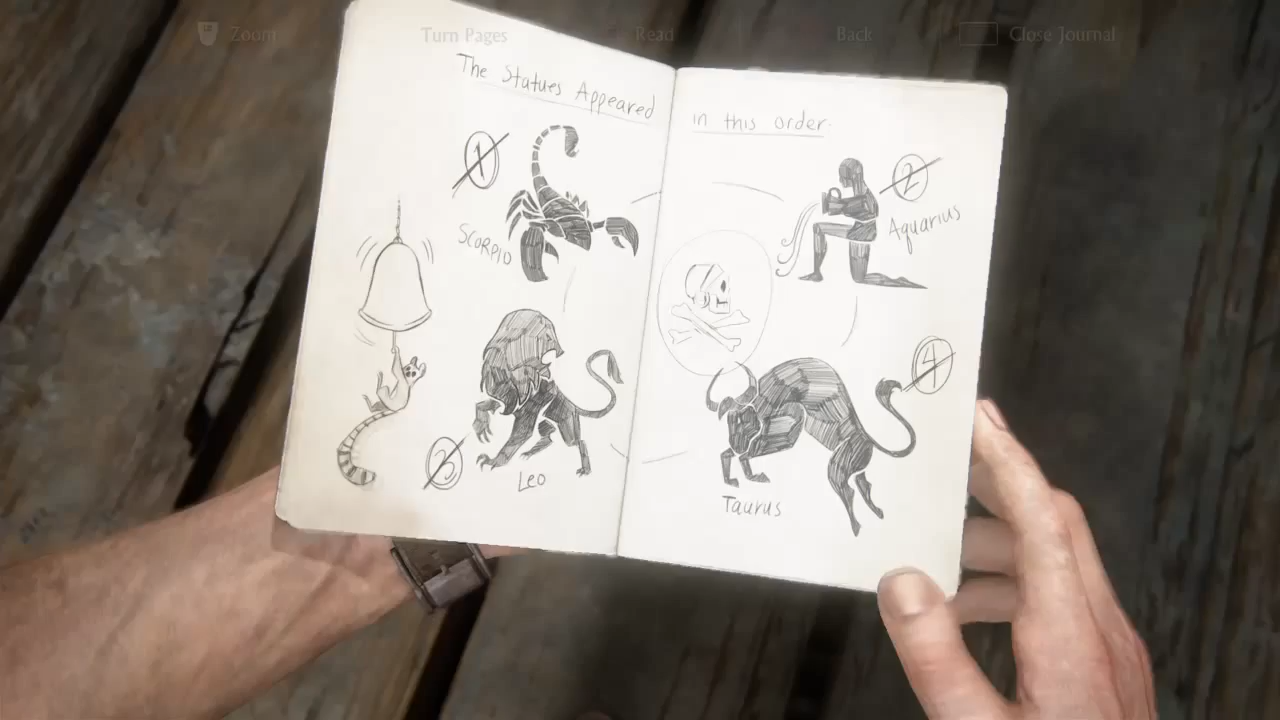 Zoom
Turn Pages
Read
Back
Close Journal
The Statues Appeared
in this order
1
SCORPIO
2
Aquarius
3
Leo
4
Taurus